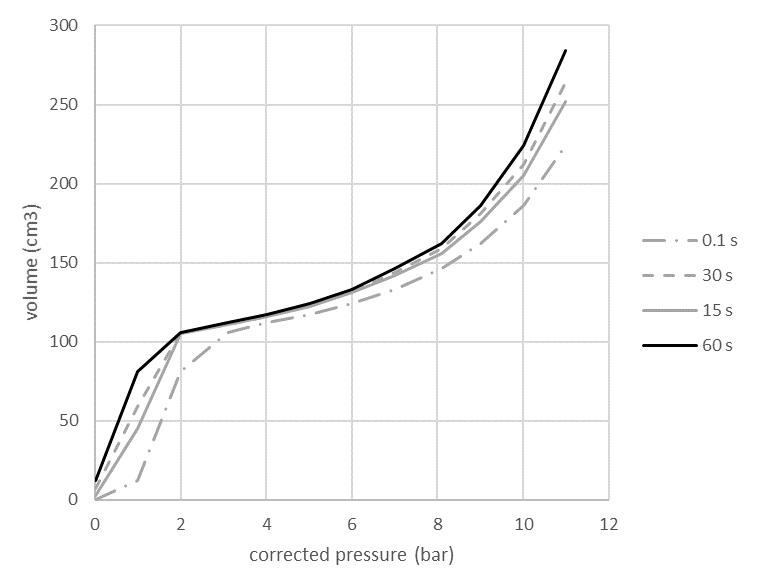 300
250
200
150
100
50
0
volume (cm3)
0 2 4 6 8 10 12
corrected pressure (bar)
0.1 s
30 s
15 s
60 s